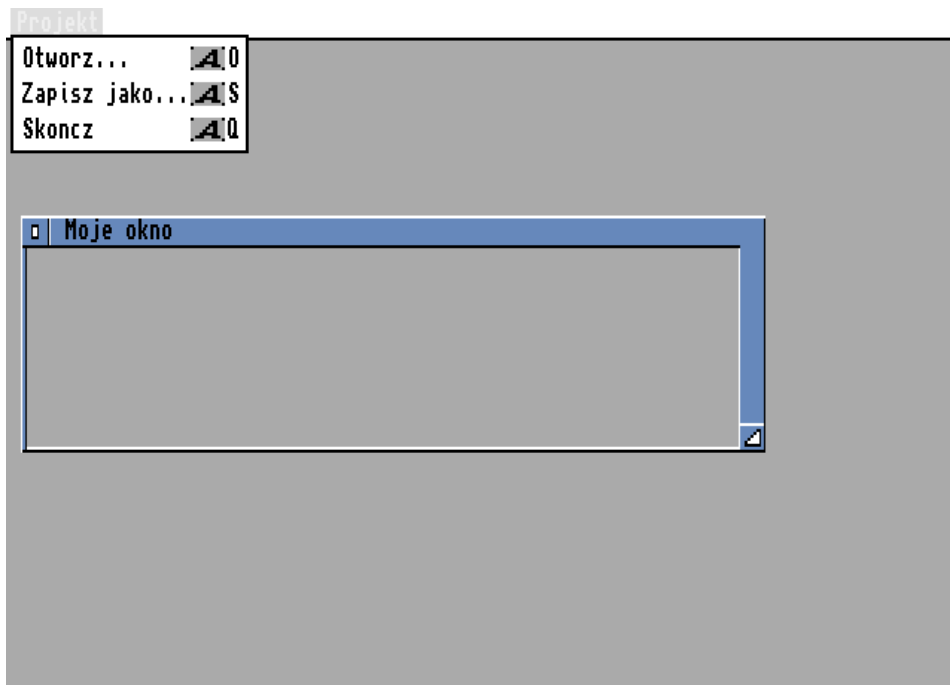 Projekt
Otworz... A O
Zapisz jako... A S
Skoncz A Q
Moje okno